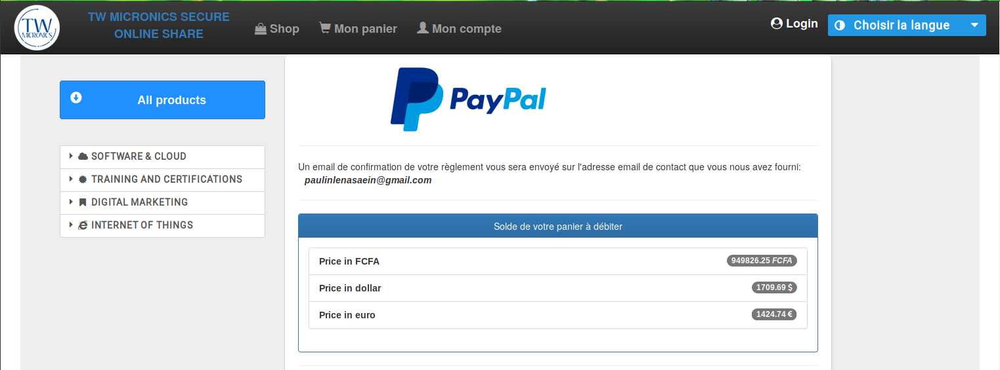 TW
MICRONICS
TW MICRONICS SECURE
ONLINE SHARE
Shop
Mon panier
Mon compte
Login
Choisir la langue
All products
SOFTWARE & CLOUD
TRAINING AND CERTIFICATIONS
DIGITAL MARKETING
INTERNET OF THINGS
PayPal
Un email de confirmation de votre règlement vous sera envoyé sur l'adresse email de contact que vous nous avez fourni:
paulinlenasaein@gmail.com
Solde de votre panier à débiter
Price in FCFA 949826.25 FCFA
Price in dollar 1709.69 $
Price in euro 1424.74 €